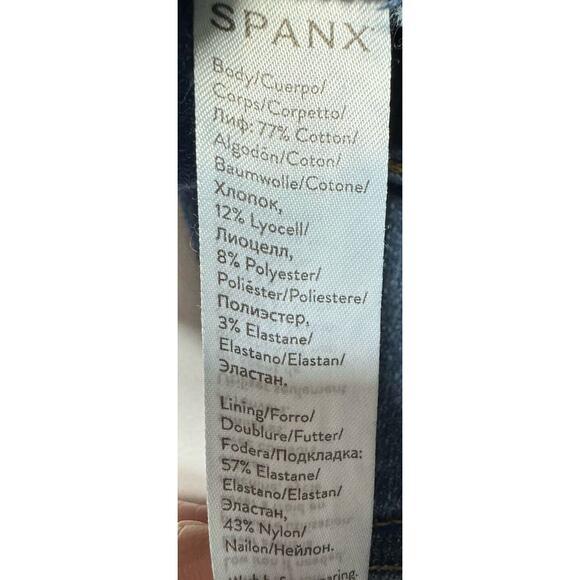 SPANX
Body/Cuerpo/
Corps/Corpetto/
Лиф: 77% Cotton/
Algodón/Coton/
Baumwolle/Cotone/
Хлопок,
12% Lyocell/
Лиоцелл,
8% Polyester/
Poliéster/Poliestere/
Полиэстер,
3% Elastane/
Elastano/Elastan/
Эластан.
Lining/Forro/
Doublure/Futter/
Fodera/Подкладка:
57% Elastane/
Elastano/Elastan/
Эластан,
43% Nylon/
Nailon/Нейлон.